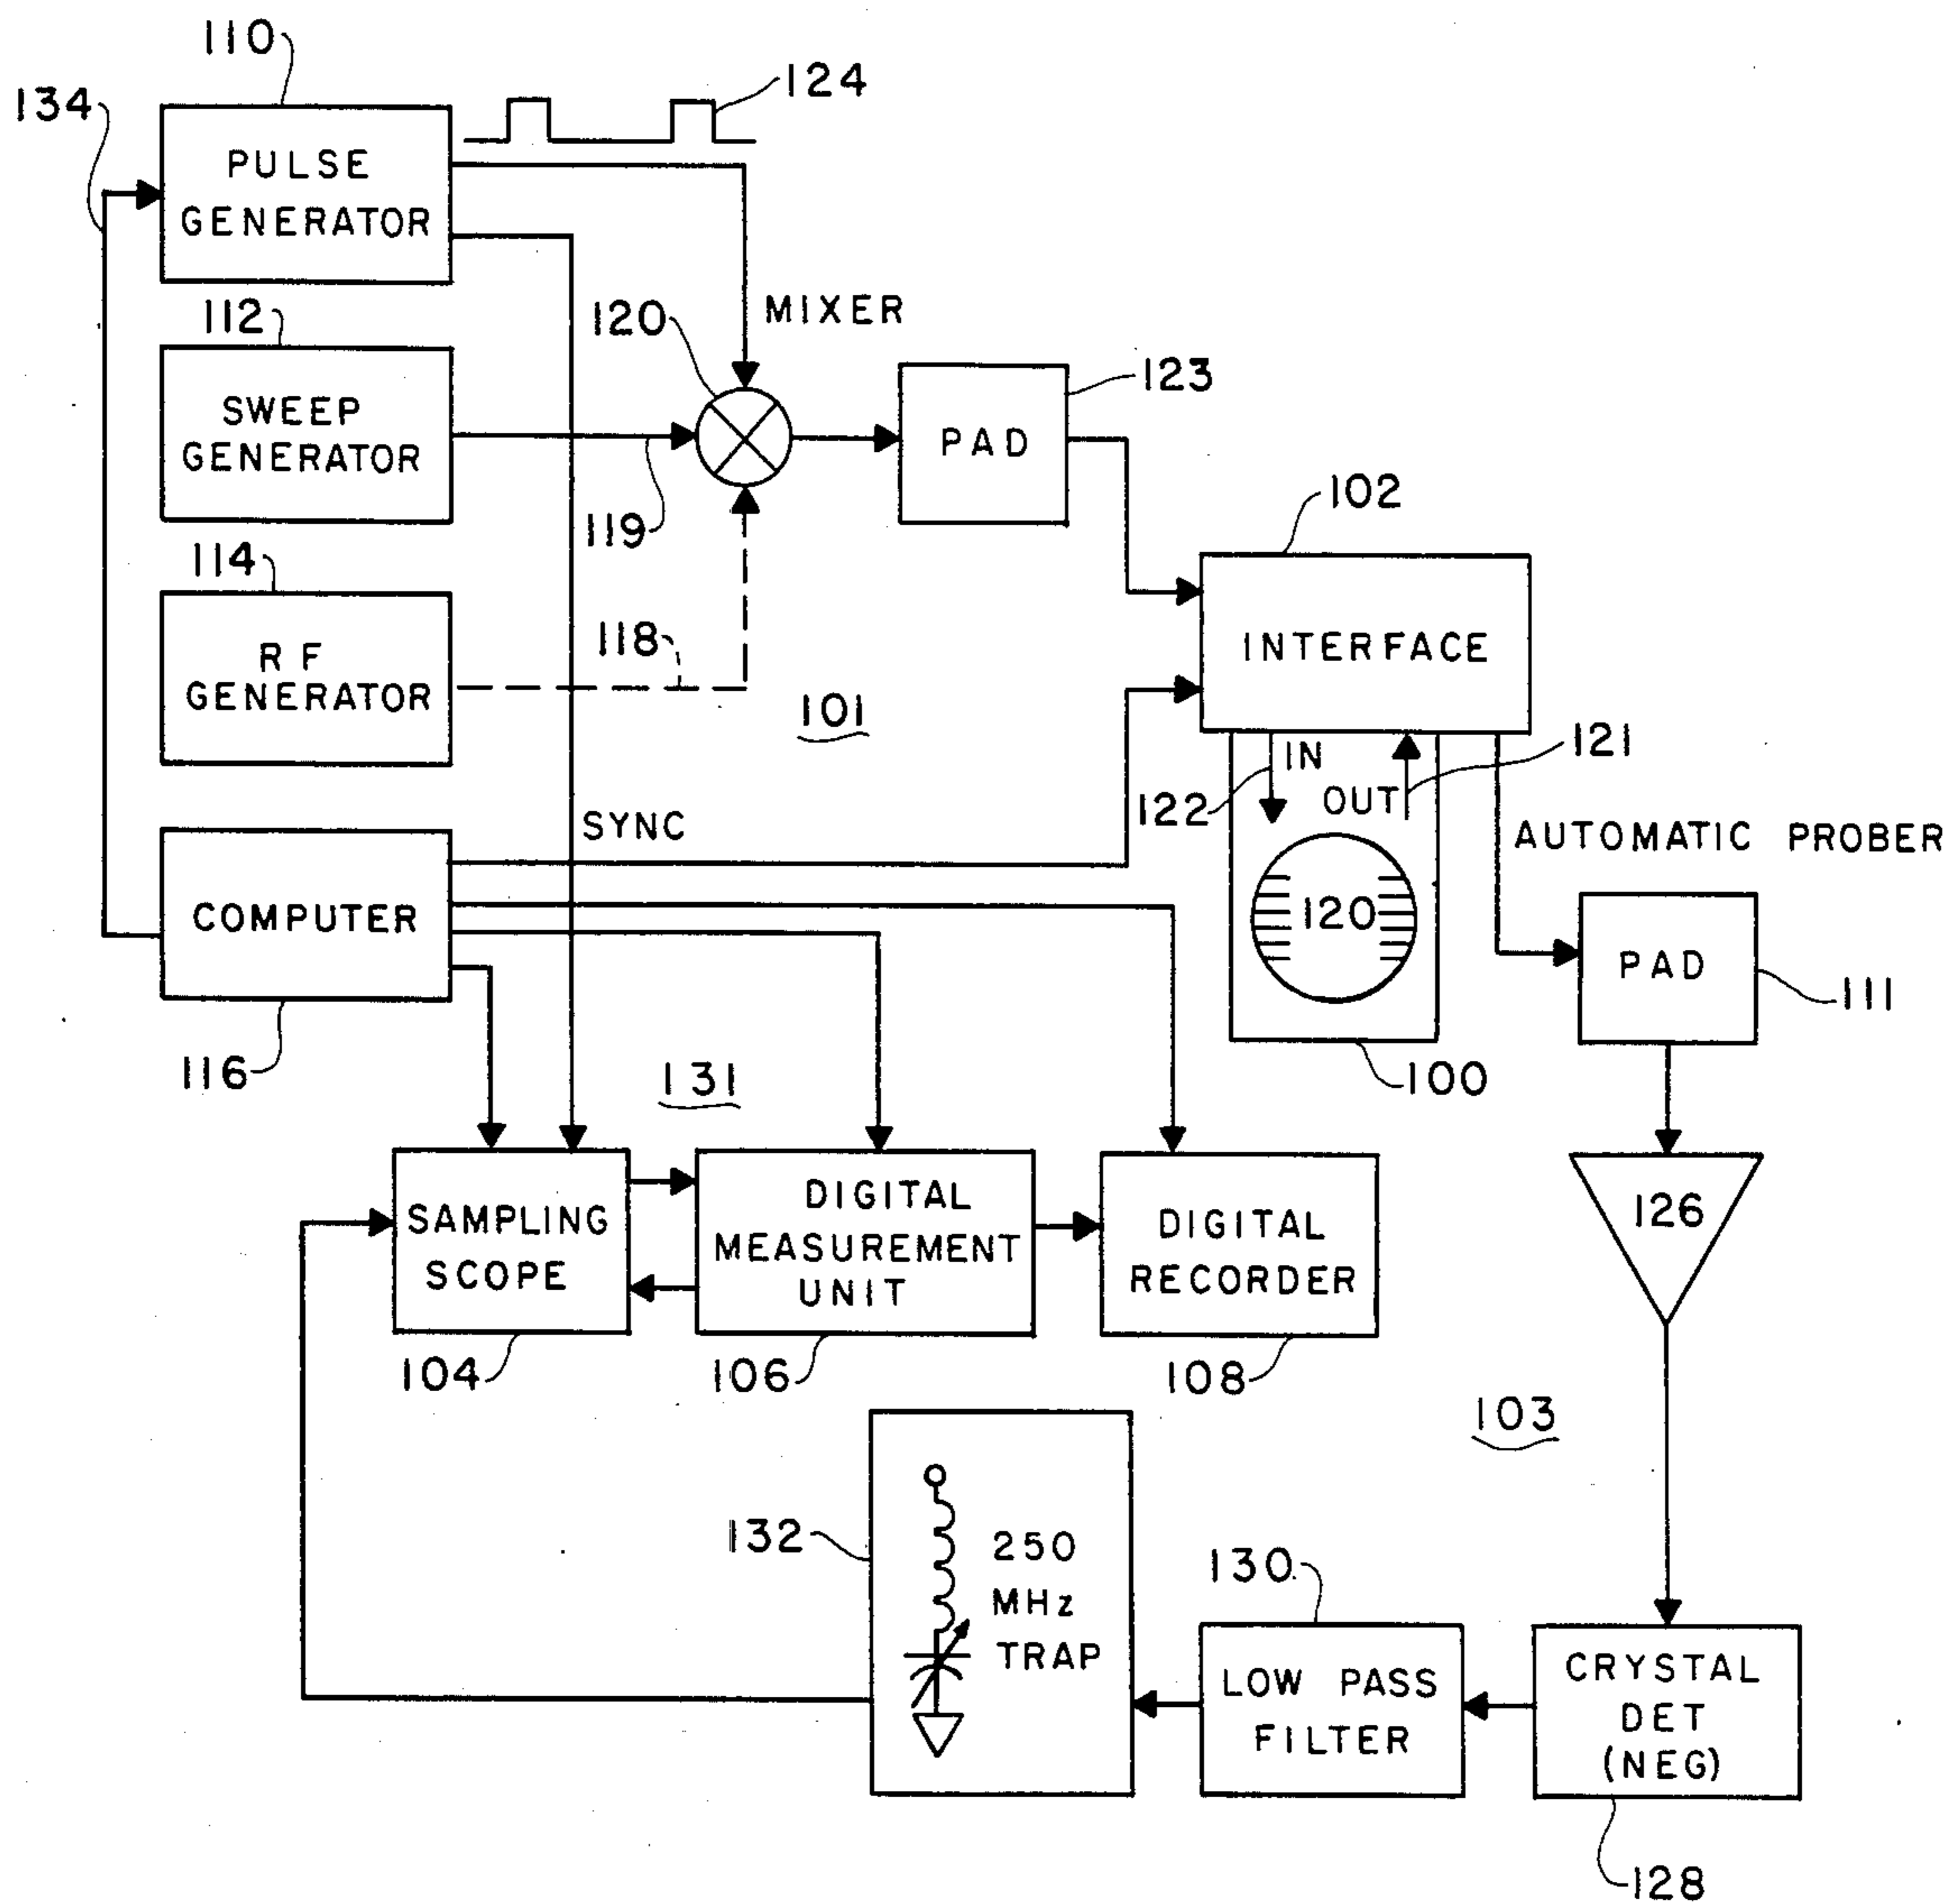 110
134
124
PULSE
GENERATOR
112
120
MIXER
123
SWEEP
GENERATOR
PAD
119
102
114
118
RF
GENERATOR
INTERFACE
101
121
IN
122
OUT
SYNC
AUTOMATIC PROBER
COMPUTER
120
PAD
111
116
131
100
126
SAMPLING
SCOPE
DIGITAL
MEASUREMENT
UNIT
DIGITAL
RECORDER
104
106
108
103
132
250
MHz
TRAP
130
LOW PASS
FILTER
CRYSTAL
DET
(NEG)
128